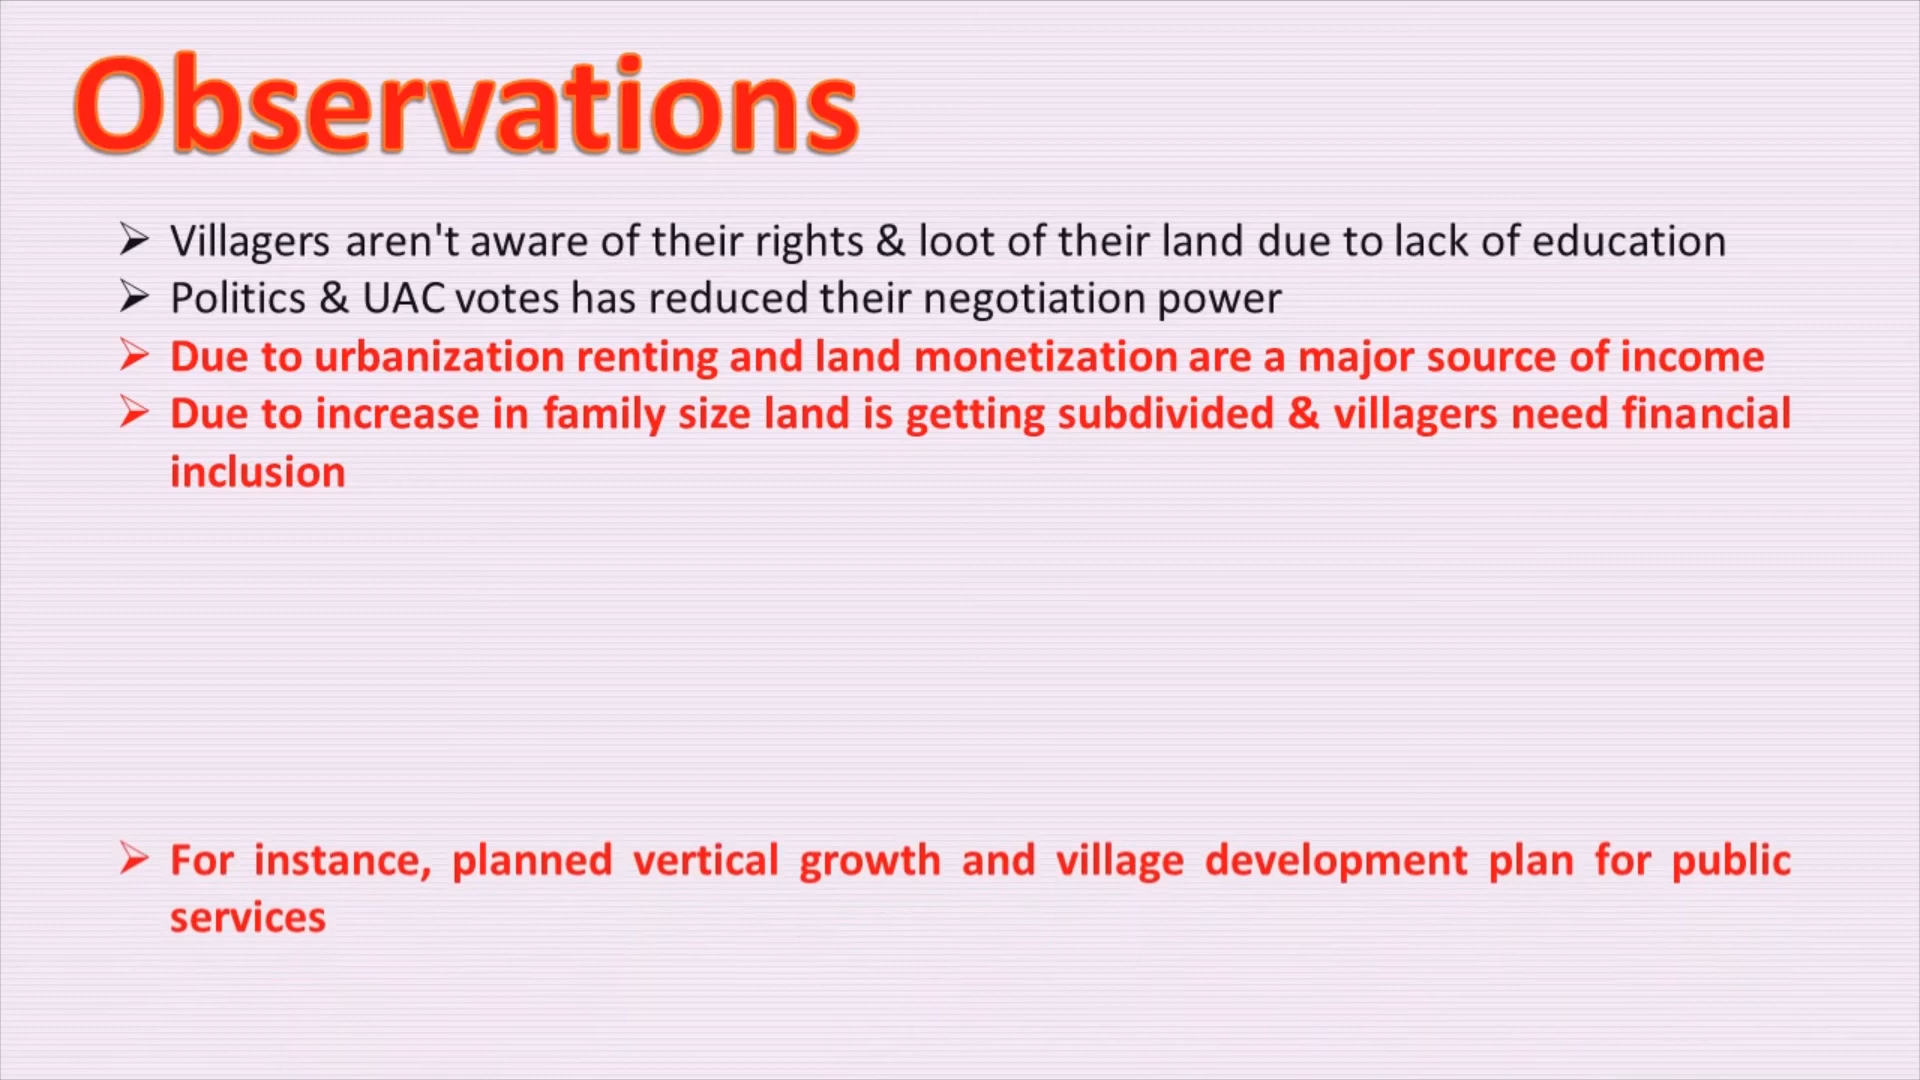 Observations
➢ Villagers aren't aware of their rights & loot of their land due to lack of education
➢ Politics & UAC votes has reduced their negotiation power
➢ Due to urbanization renting and land monetization are a major source of income
➢ Due to increase in family size land is getting subdivided & villagers need financial
inclusion
➢ For instance, planned vertical growth and village development plan for public
services